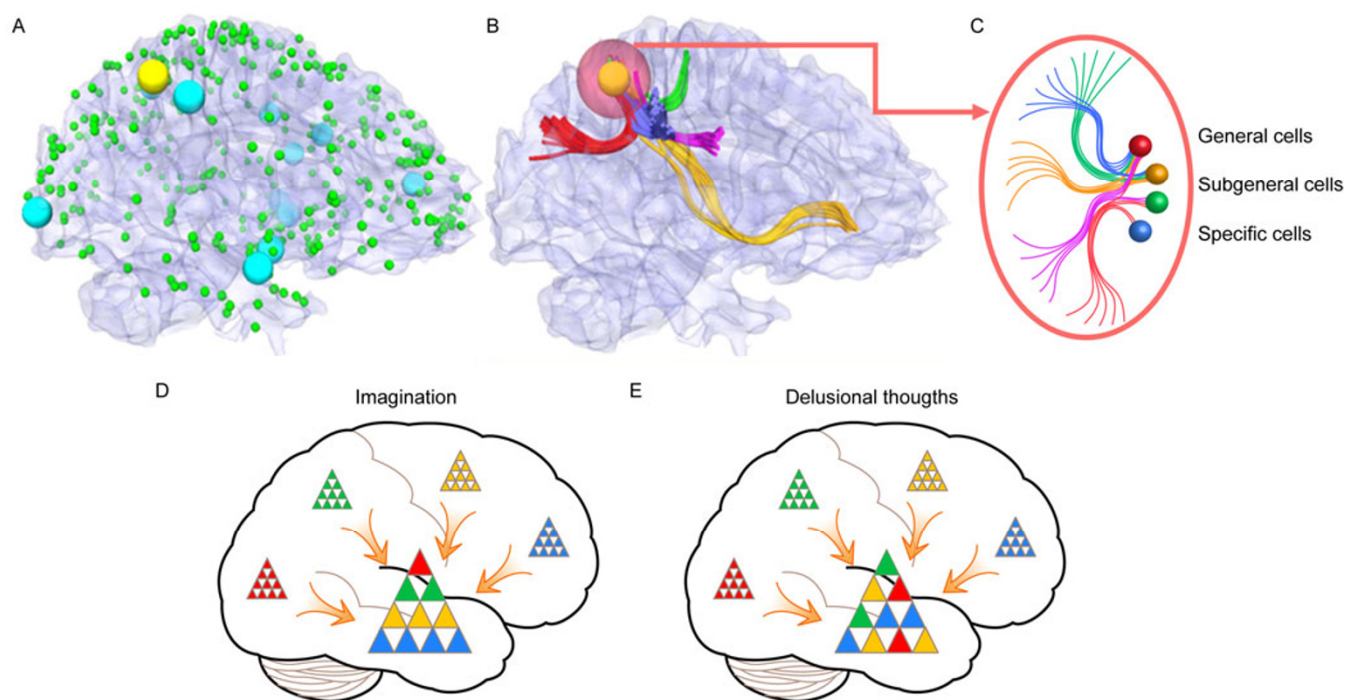 A
B
C
General cells
Subgeneral cells
Specific cells
D
Imagination
E
Delusional thougths